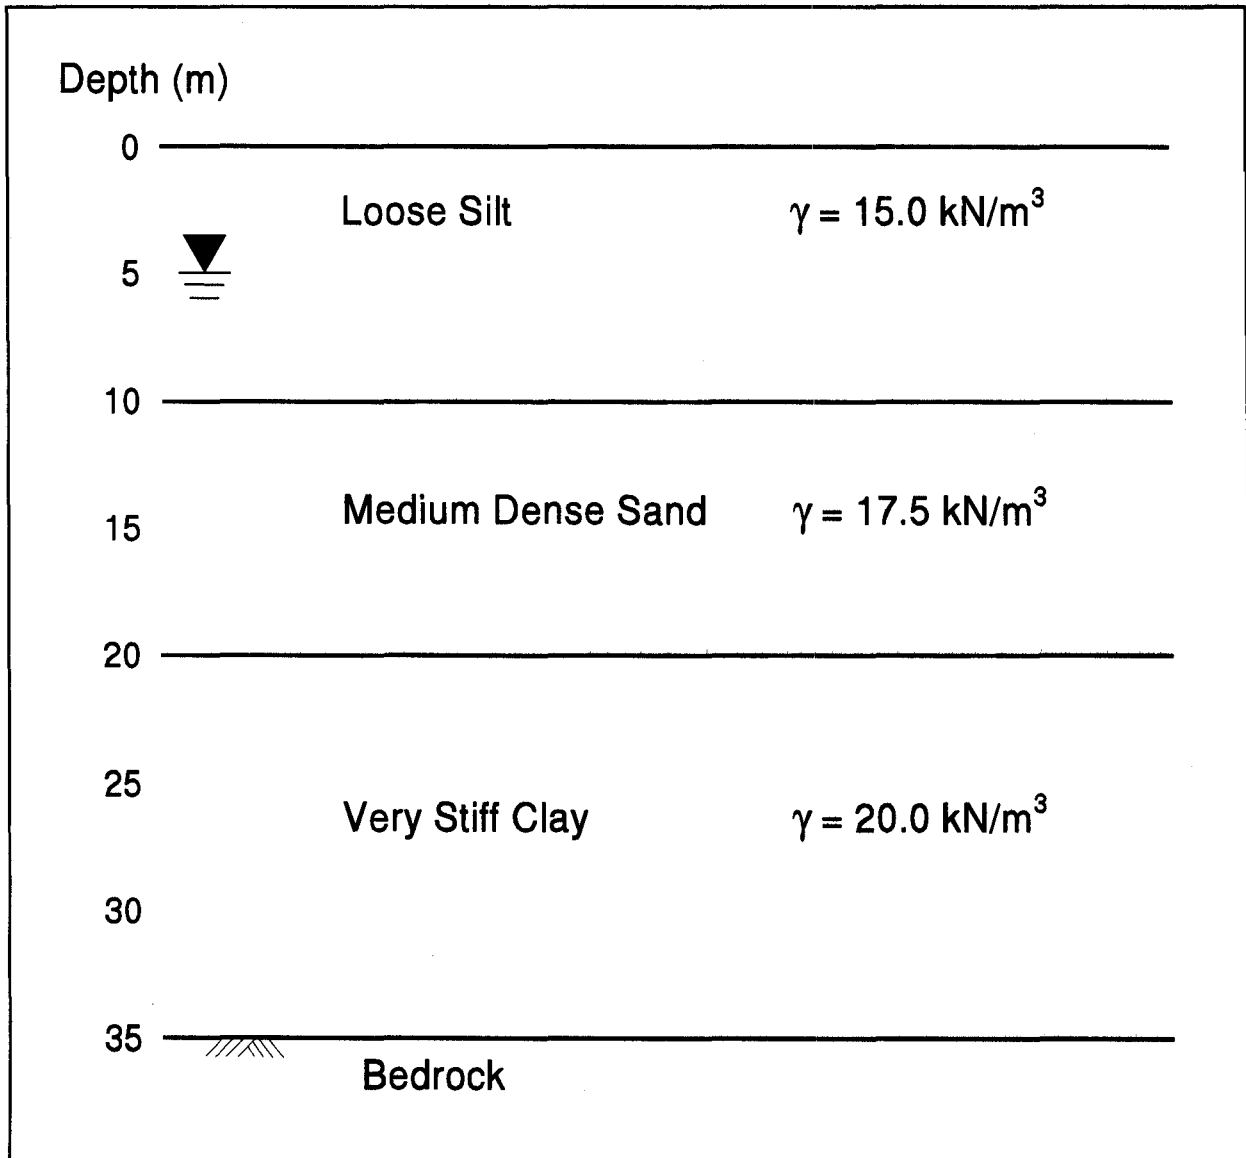 Depth (m)
0
Loose Silt γ = 15.0 kN/m³
5
10
Medium Dense Sand γ = 17.5 kN/m³
15
20
25
Very Stiff Clay γ = 20.0 kN/m³
30
35
Bedrock